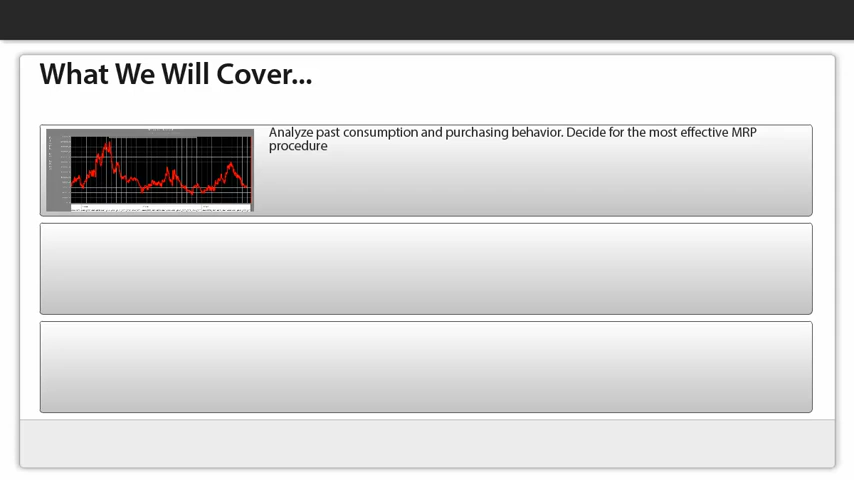 What We Will Cover...
Analyze past consumption and purchasing behavior. Decide for the most effective MRP
procedure